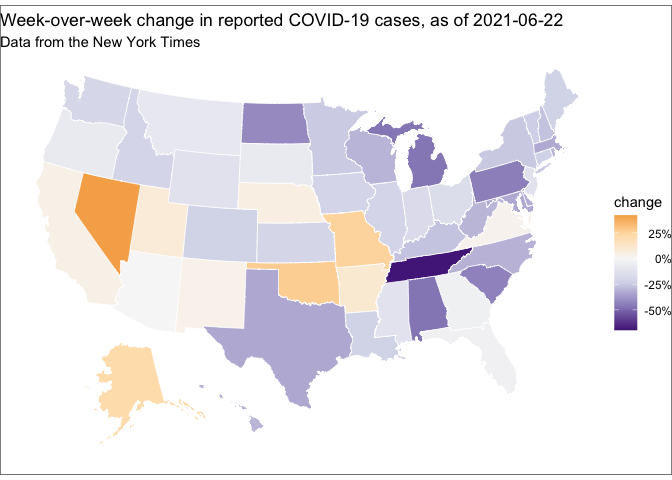 Week-over-week change in reported COVID-19 cases, as of 2021-06-22
Data from the New York Times
change
25%
0%
-25%
-50%